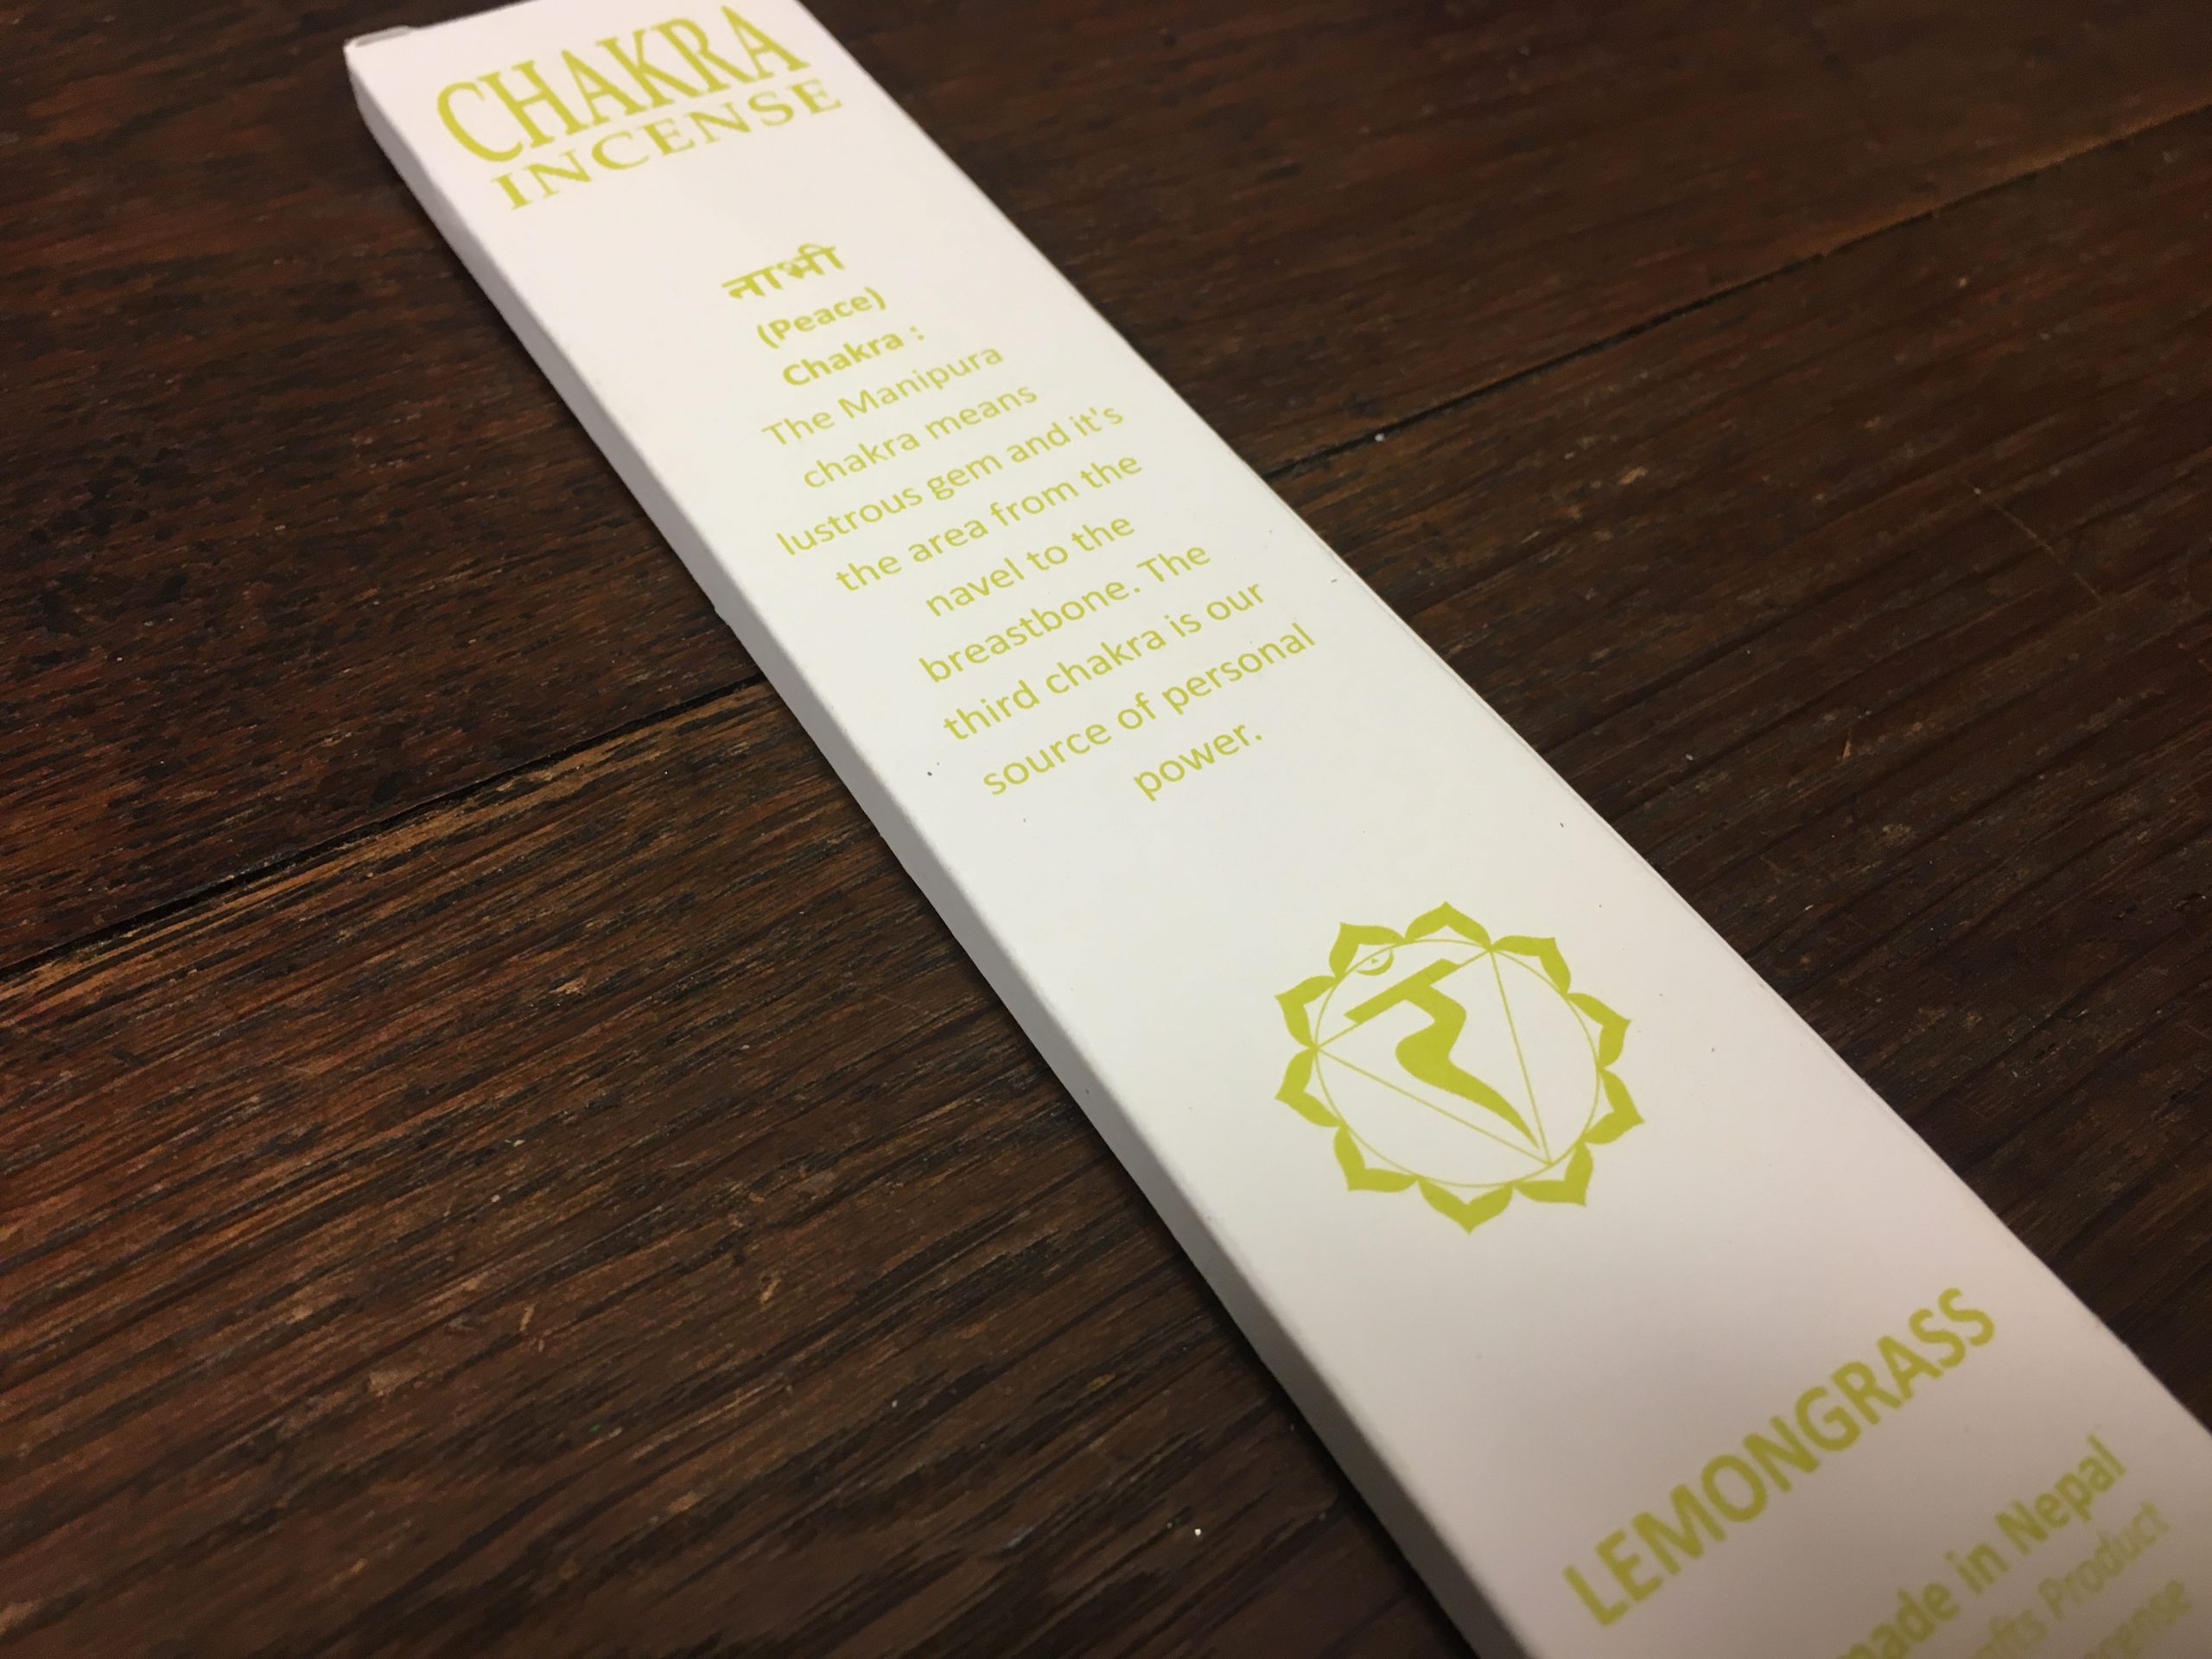 CHAKRA
INCENSE
नाभी
(Peace)
Chakra :
The Manipura
chakra means
lustrous gem and it's
the area from the
navel to the
breastbone. The
third chakra is our
source of personal
power.
रँ
LEMONGRASS
made in Nepal
Product